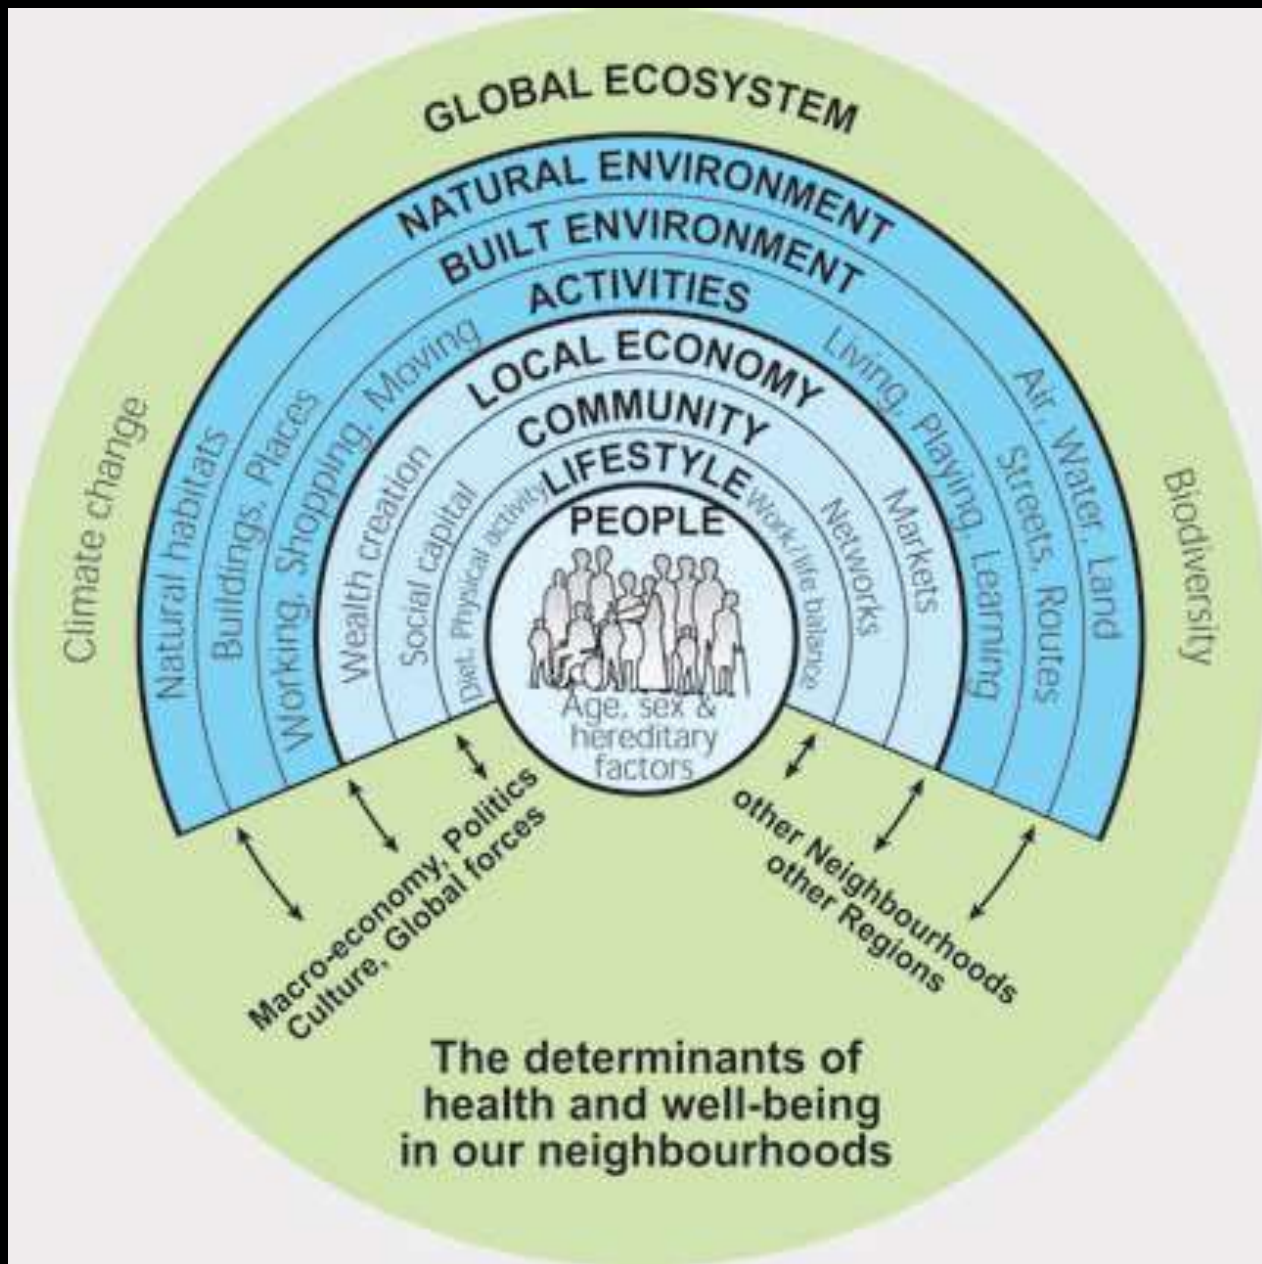 GLOBAL ECOSYSTEM
NATURAL ENVIRONMENT
BUILT ENVIRONMENT
ACTIVITIES
LOCAL ECONOMY
COMMUNITY
LIFESTYLE
PEOPLE
Climate change
Natural habitats
Buildings, Places
Working, Shopping, Moving
Wealth creation
Social capital
Diet, Physical activity
Work/life balance
Networks
Markets
Living, Playing, Learning
Streets, Routes
Air, Water, Land
Biodiversity
Age, sex &
hereditary
factors
Macro-economy, Politics
Culture, Global forces
other Neighbourhoods
other Regions
The determinants of
health and well-being
in our neighbourhoods